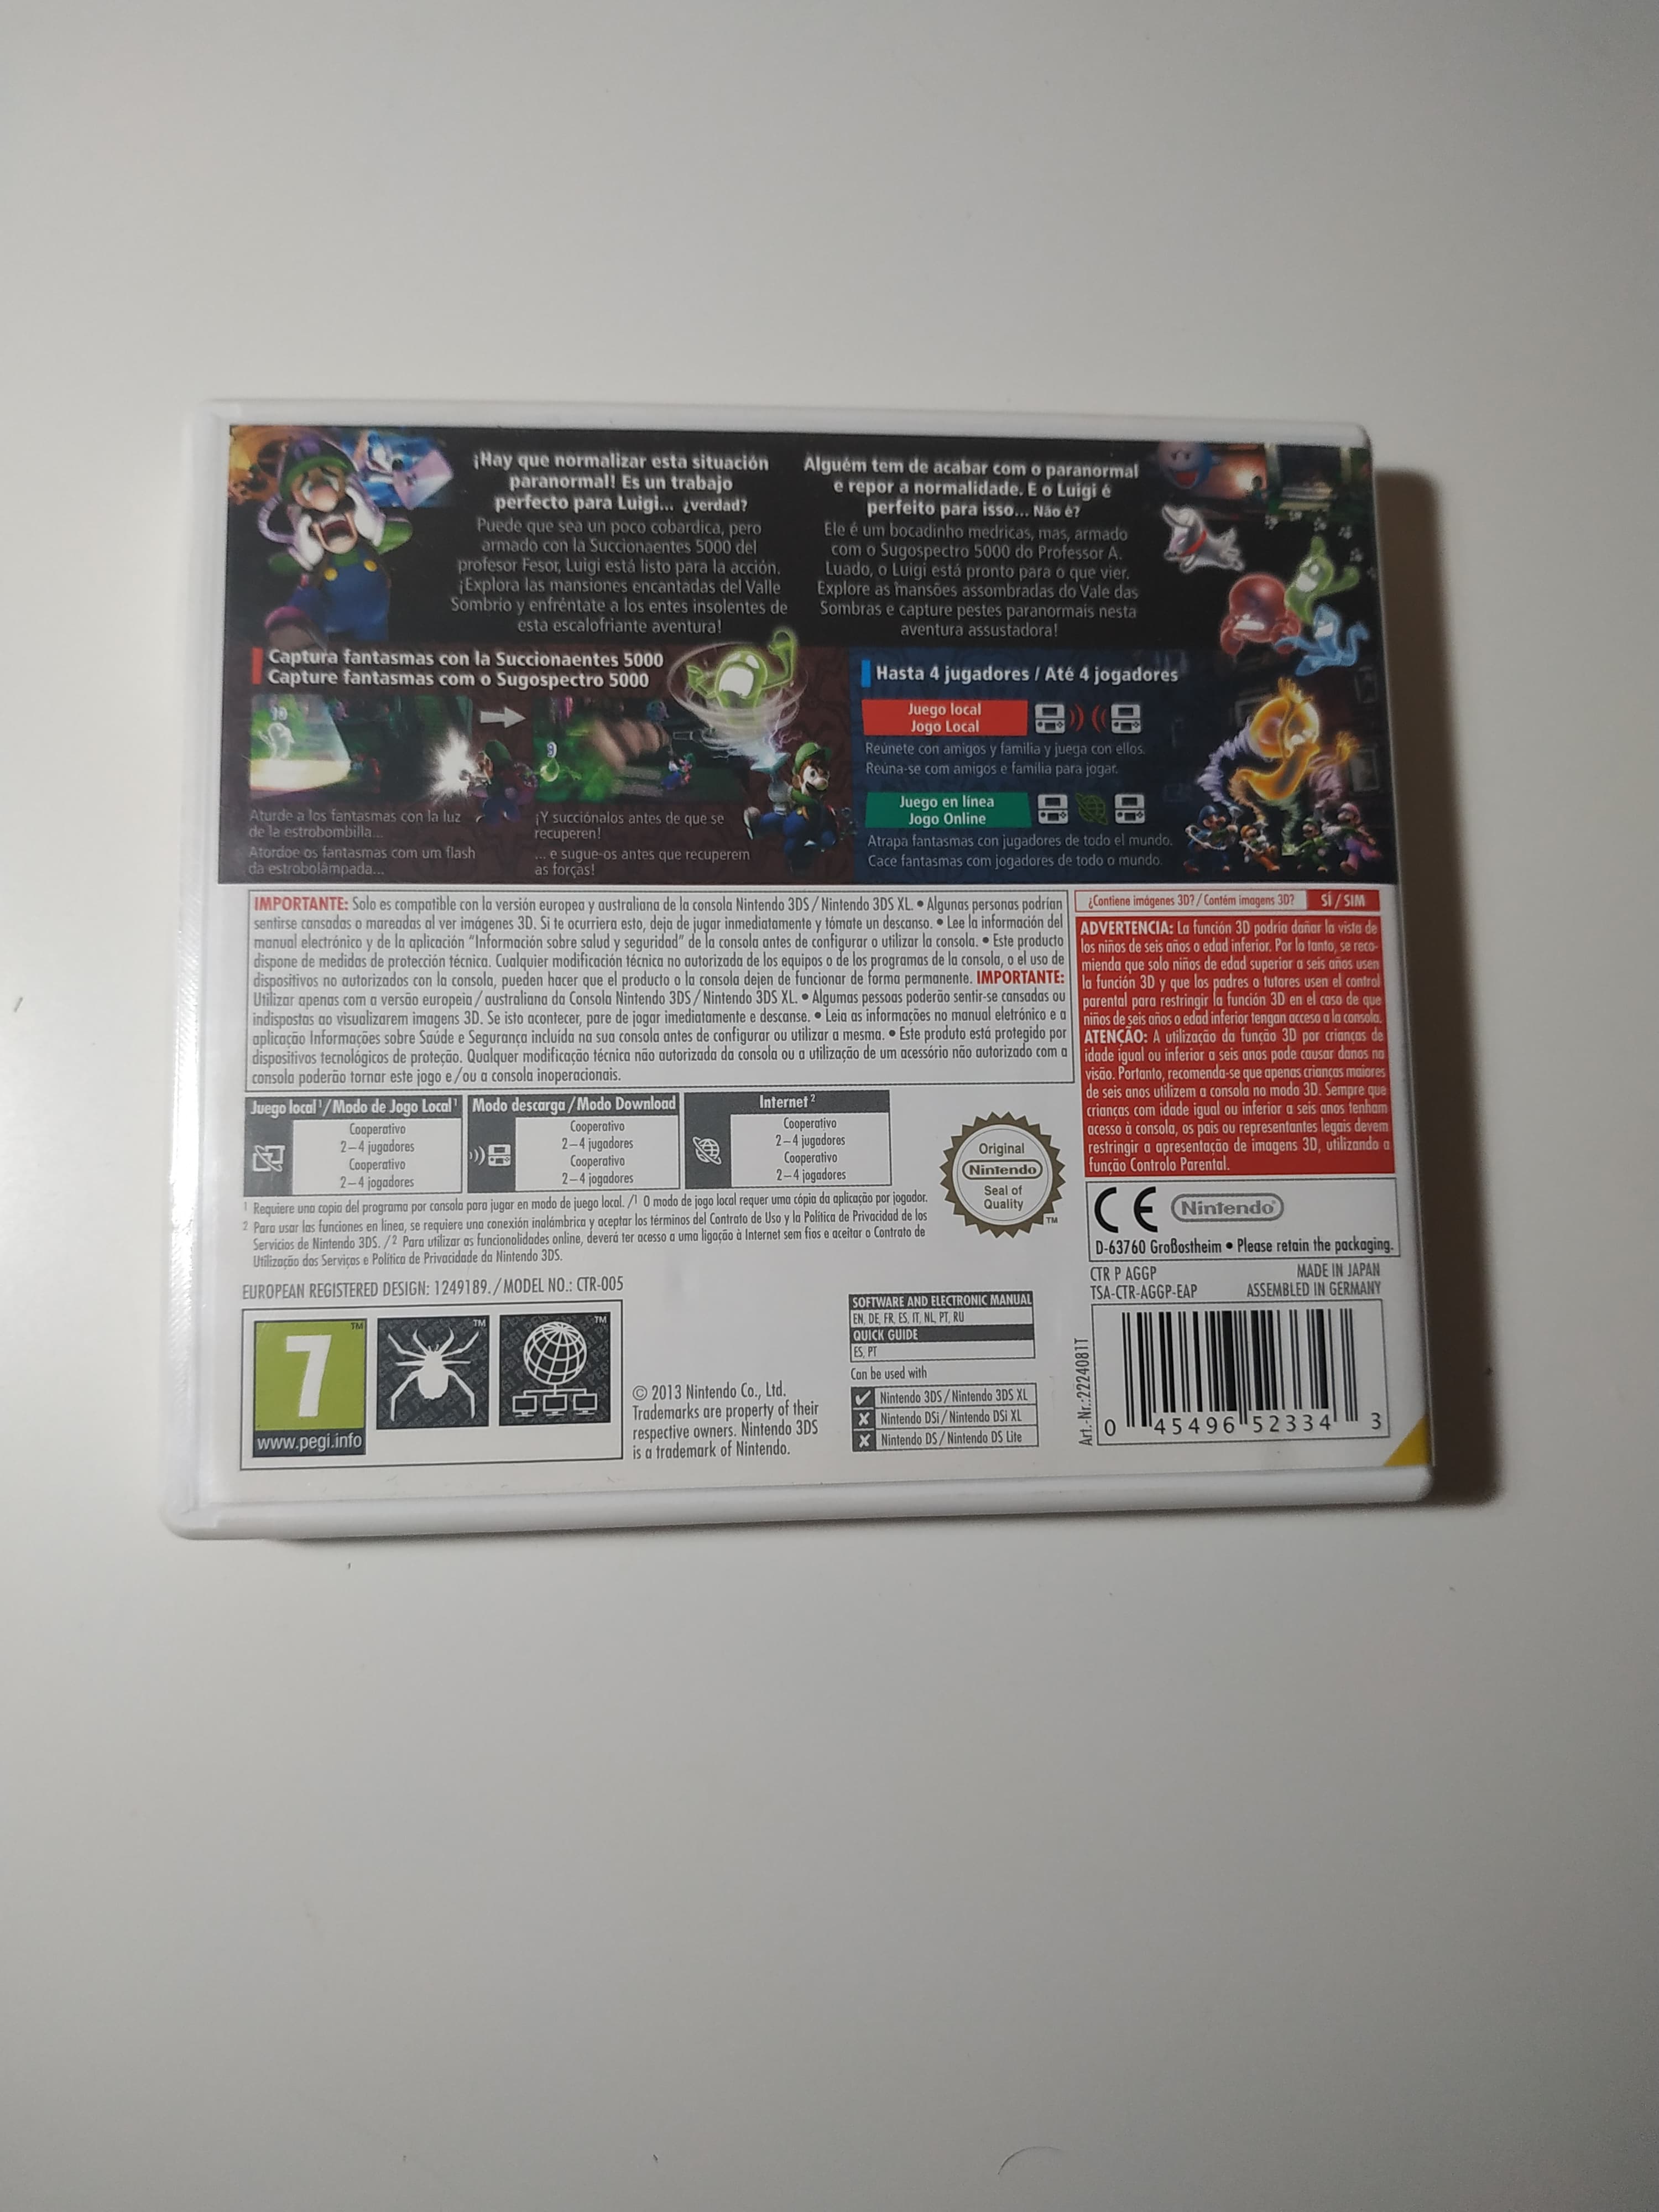 ¡Hay que normalizar esta situación
paranormal! Es un trabajo
perfecto para Luigi... ¿verdad?
Puede que sea un poco cobardica, pero
armado con la Succionaentes 5000 del
profesor Fesor, Luigi está listo para la acción.
¡Explora las mansiones encantadas del Valle
Sombrío y enfréntate a los entes insolentes de
esta escalofriante aventura!
Alguém tem de acabar com o paranormal
e repor a normalidade. E o Luigi é
perfeito para isso... Não é?
Ele é um bocadinho medricas, mas, armado
com o Sugospectro 5000 do Professor A.
Luado, o Luigi está pronto para o que vier.
Explore as mansões assombradas do Vale das
Sombras e capture pestes paranormais nesta
aventura assustadora!
Captura fantasmas con la Succionaentes 5000
Capture fantasmas com o Sugospectro 5000
Aturde a los fantasmas con la luz
de la estrobombilla...
Atordoe os fantasmas com um flash
da estrobolâmpada...
¡Y succiónalos antes de que se
recuperen!
... e sugue-os antes que recuperem
as forças!
Hasta 4 jugadores / Até 4 jogadores
Juego local
Jogo Local
Reúnete con amigos y familia y juega con ellos.
Reúna-se com amigos e família para jogar.
Juego en línea
Jogo Online
Atrapa fantasmas con jugadores de todo el mundo.
Cace fantasmas com jogadores de todo o mundo.
IMPORTANTE: Solo es compatible con la versión europea y australiana de la consola Nintendo 3DS/Nintendo 3DS XL. • Algunas personas podrían
sentirse cansadas o mareadas al ver imágenes 3D. Si te ocurriera esto, deja de jugar inmediatamente y tómate un descanso. • Lee la información del
manual electrónico y de la aplicación "Información sobre salud y seguridad" de la consola antes de configurar o utilizar la consola. • Este producto
dispone de medidas de protección técnica. Cualquier modificación técnica no autorizada de los equipos o de los programas de la consola, o el uso de
dispositivos no autorizados con la consola, pueden hacer que el producto o la consola dejen de funcionar de forma permanente. IMPORTANTE:
Utilizar apenas com a versão europeia/australiana da Consola Nintendo 3DS/Nintendo 3DS XL. • Algumas pessoas poderão sentir-se cansadas ou
indispostas ao visualizarem imagens 3D. Se isto acontecer, pare de jogar imediatamente e descanse. • Leia as informações no manual eletrónico e a
aplicação Informações sobre Saúde e Segurança incluída na sua consola antes de configurar ou utilizar a mesma. • Este produto está protegido por
dispositivos tecnológicos de proteção. Qualquer modificação técnica não autorizada da consola ou a utilização de um acessório não autorizado com a
consola poderão tornar este jogo e/ou a consola inoperacionais.
¿Contiene imágenes 3D?/Contém imagens 3D? SÍ/SIM
ADVERTENCIA: La función 3D podría dañar la vista de
los niños de seis años o edad inferior. Por lo tanto, se reco-
mienda que solo niños de edad superior a seis años usen
la función 3D y que los padres o tutores usen el control
parental para restringir la función 3D en el caso de que
niños de seis años o edad inferior tengan acceso a la consola.
ATENÇÃO: A utilização da função 3D por crianças de
idade igual ou inferior a seis anos pode causar danos na
visão. Portanto, recomenda-se que apenas crianças maiores
de seis anos utilizem a consola no modo 3D. Sempre que
crianças com idade igual ou inferior a seis anos tenham
acesso à consola, os pais ou representantes legais devem
restringir a apresentação de imagens 3D, utilizando a
função Controlo Parental.
Juego local¹/Modo de Jogo Local¹
Cooperativo
2–4 jugadores
Cooperativo
2–4 jogadores
Modo descarga/Modo Download
Cooperativo
2–4 jugadores
Cooperativo
2–4 jogadores
Internet²
Cooperativo
2–4 jugadores
Cooperativo
2–4 jogadores
Original
Nintendo
Seal of
Quality
TM
¹ Requiere una copia del programa por consola para jugar en modo de juego local. /¹ O modo de jogo local requer uma cópia da aplicação por jogador.
² Para usar las funciones en línea, se requiere una conexión inalámbrica y aceptar los términos del Contrato de Uso y la Política de Privacidad de los
Servicios de Nintendo 3DS. /² Para utilizar as funcionalidades online, deverá ter acesso a uma ligação à Internet sem fios e aceitar o Contrato de
Utilização dos Serviços e Política de Privacidade da Nintendo 3DS.
CE Nintendo®
D-63760 Großostheim • Please retain the packaging.
EUROPEAN REGISTERED DESIGN: 1249189./MODEL NO.: CTR-005
CTR P AGGP MADE IN JAPAN
TSA-CTR-AGGP-EAP ASSEMBLED IN GERMANY
7 TM
www.pegi.info
TM
TM
© 2013 Nintendo Co., Ltd.
Trademarks are property of their
respective owners. Nintendo 3DS
is a trademark of Nintendo.
SOFTWARE AND ELECTRONIC MANUAL
EN, DE, FR, ES, IT, NL, PT, RU
QUICK GUIDE
ES, PT
Can be used with
Nintendo 3DS/Nintendo 3DS XL
Nintendo DSi/Nintendo DSi XL
Nintendo DS/Nintendo DS Lite
Art.-Nr.:2224081T
0 45496 52334 3